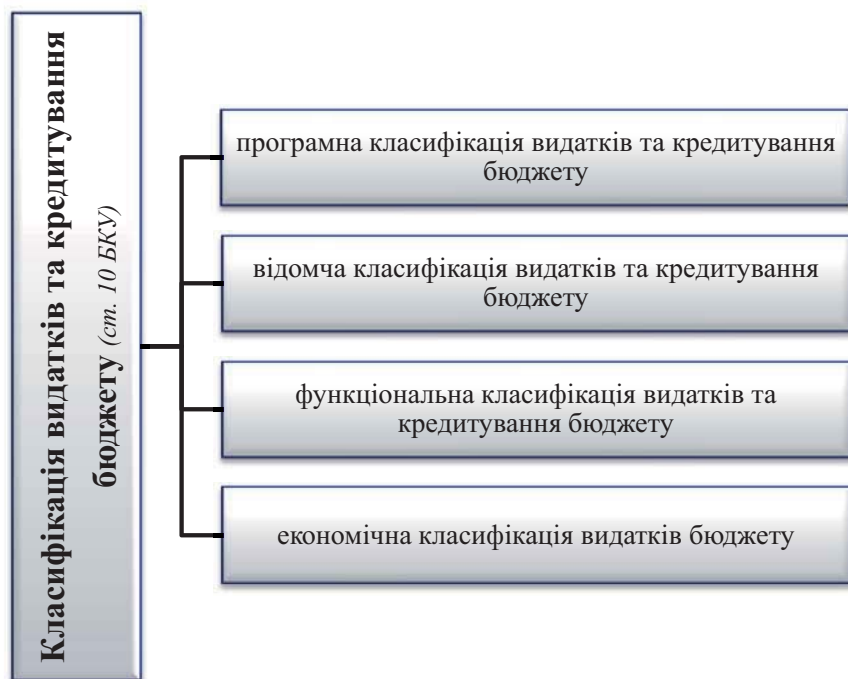 Класифікація видатків та кредитування
бюджету (ст. 10 БКУ)
програмна класифікація видатків та кредитування
бюджету
відомча класифікація видатків та кредитування
бюджету
функціональна класифікація видатків та
кредитування бюджету
економічна класифікація видатків бюджету